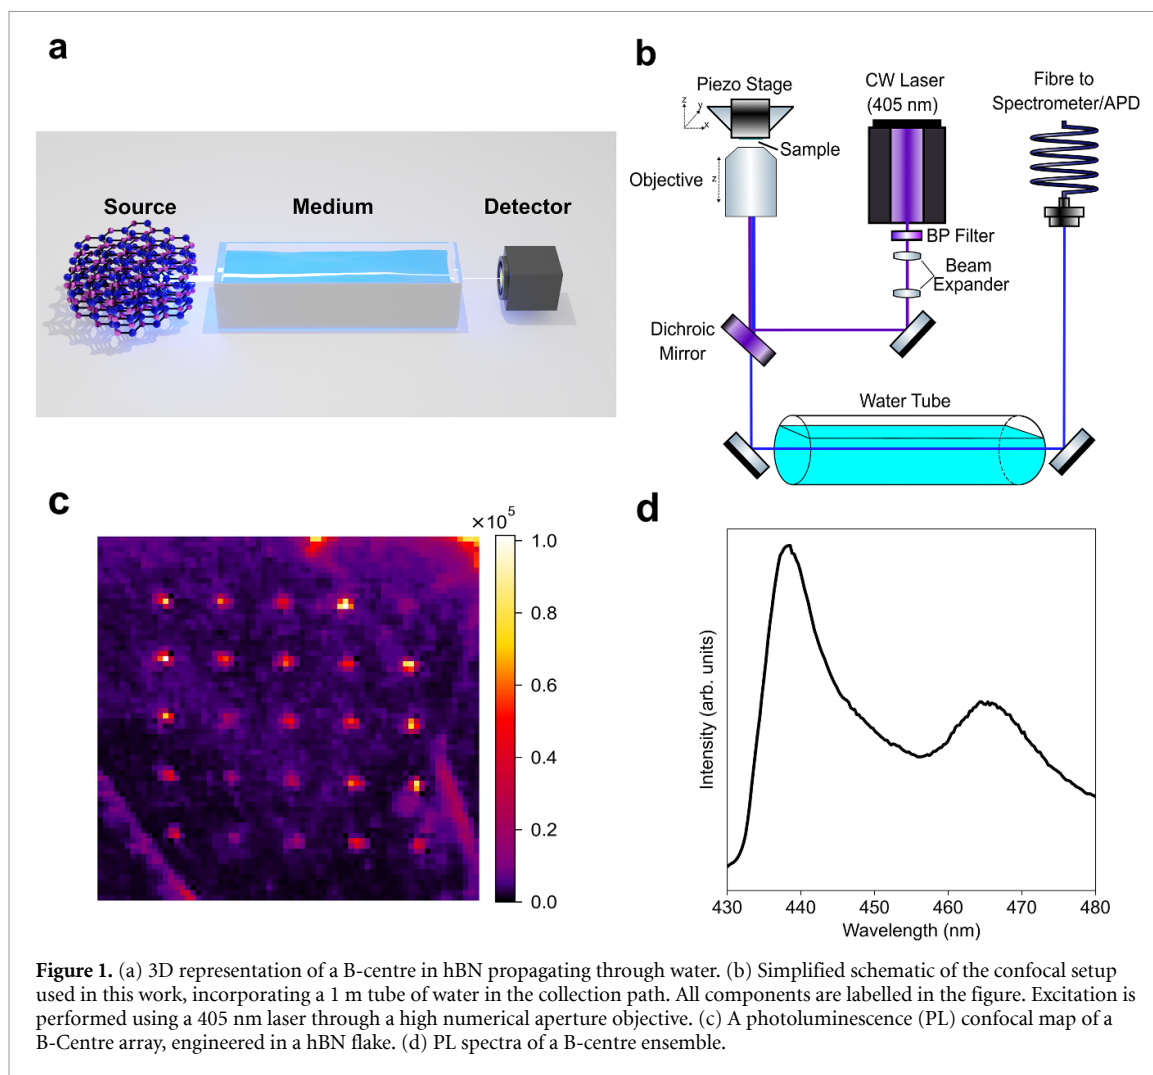 a
Source
Medium
Detector
b
Piezo Stage
z
y
x
Sample
Objective
z
CW Laser
(405 nm)
Fibre to
Spectrometer/APD
BP Filter
Beam
Expander
Dichroic
Mirror
Water Tube
c
×10⁵
1.0
0.8
0.6
0.4
0.2
0.0
d
Intensity (arb. units)
430 440 450 460 470 480
Wavelength (nm)
Figure 1. (a) 3D representation of a B-centre in hBN propagating through water. (b) Simplified schematic of the confocal setup
used in this work, incorporating a 1 m tube of water in the collection path. All components are labelled in the figure. Excitation is
performed using a 405 nm laser through a high numerical aperture objective. (c) A photoluminescence (PL) confocal map of a
B-Centre array, engineered in a hBN flake. (d) PL spectra of a B-centre ensemble.